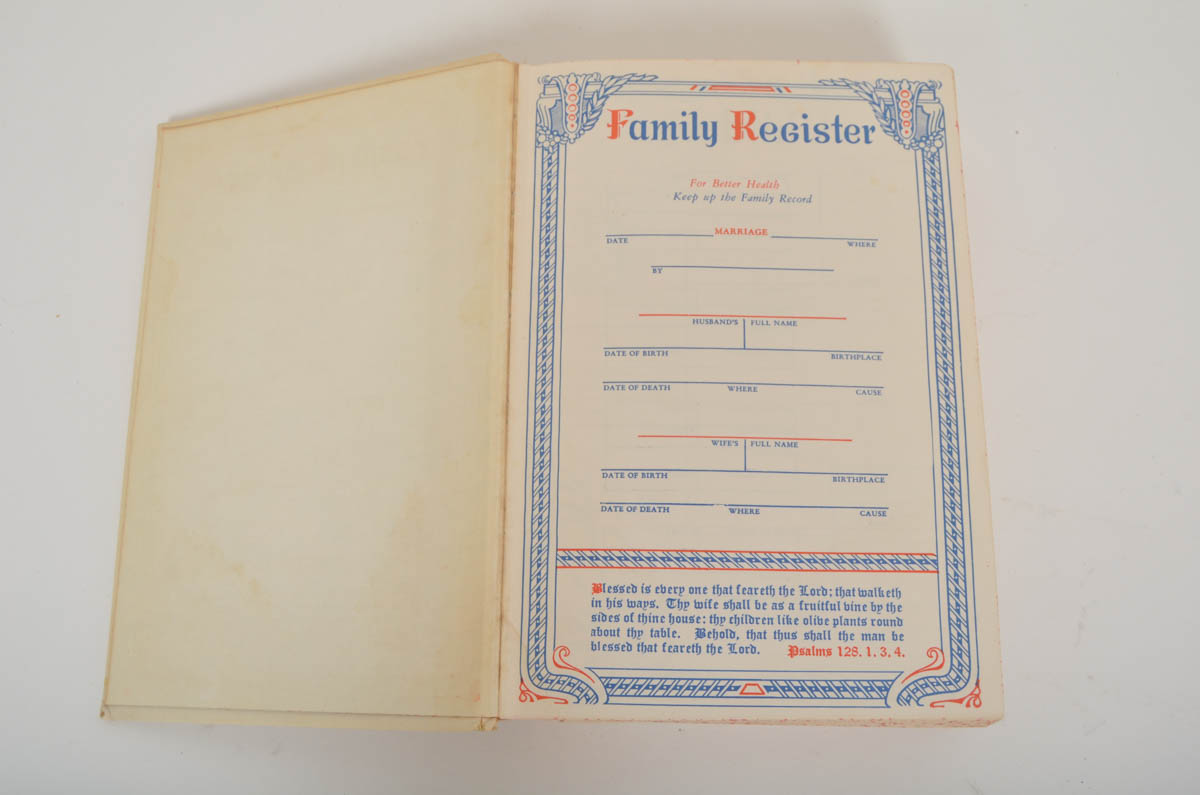 Family Register
For Better Health
Keep up the Family Record
MARRIAGE
DATE WHERE
BY
HUSBAND'S FULL NAME
DATE OF BIRTH BIRTHPLACE
DATE OF DEATH WHERE CAUSE
WIFE'S FULL NAME
DATE OF BIRTH BIRTHPLACE
DATE OF DEATH WHERE CAUSE
Blessed is every one that feareth the Lord; that walketh
in his ways. Thy wife shall be as a fruitful vine by the
sides of thine house: thy children like olive plants round
about thy table. Behold, that thus shall the man be
blessed that feareth the Lord. Psalms 128. 1. 3, 4.